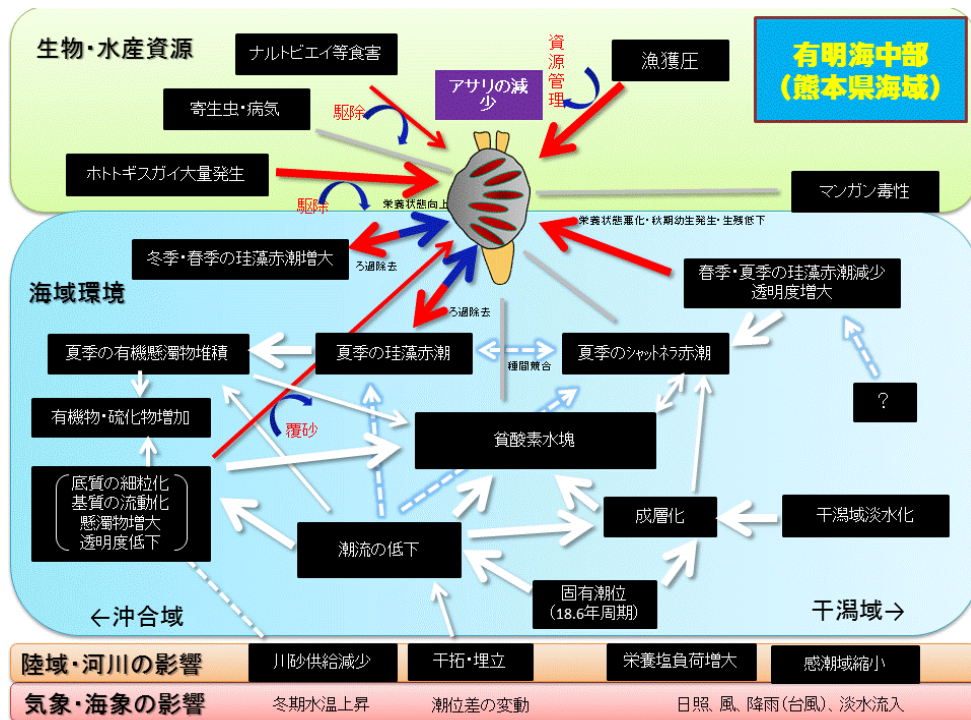 生物・水産資源
ナルトビエイ等食害
アサリの減
少
資源管理
漁獲圧
有明海中部
(熊本県海域)
寄生虫・病気
駆除
ホトトギスガイ大量発生
マンガン毒性
駆除
栄養状態向上
栄養状態悪化・秋期幼生発生・生残低下
冬季・春季の珪藻赤潮増大
ろ過除去
春季・夏季の珪藻赤潮減少
透明度増大
海域環境
ろ過除去
夏季の有機懸濁物堆積
夏季の珪藻赤潮
種間競合
夏季のシャットネラ赤潮
有機物・硫化物増加
?
覆砂
貧酸素水塊
底質の細粒化
基質の流動化
懸濁物増大
透明度低下
潮流の低下
成層化
干潟域淡水化
固有潮位
(18.6年周期)
←沖合域
干潟域→
陸域・河川の影響
川砂供給減少
干拓・埋立
栄養塩負荷増大
感潮域縮小
気象・海象の影響
冬期水温上昇
潮位差の変動
日照、風、降雨(台風)、淡水流入